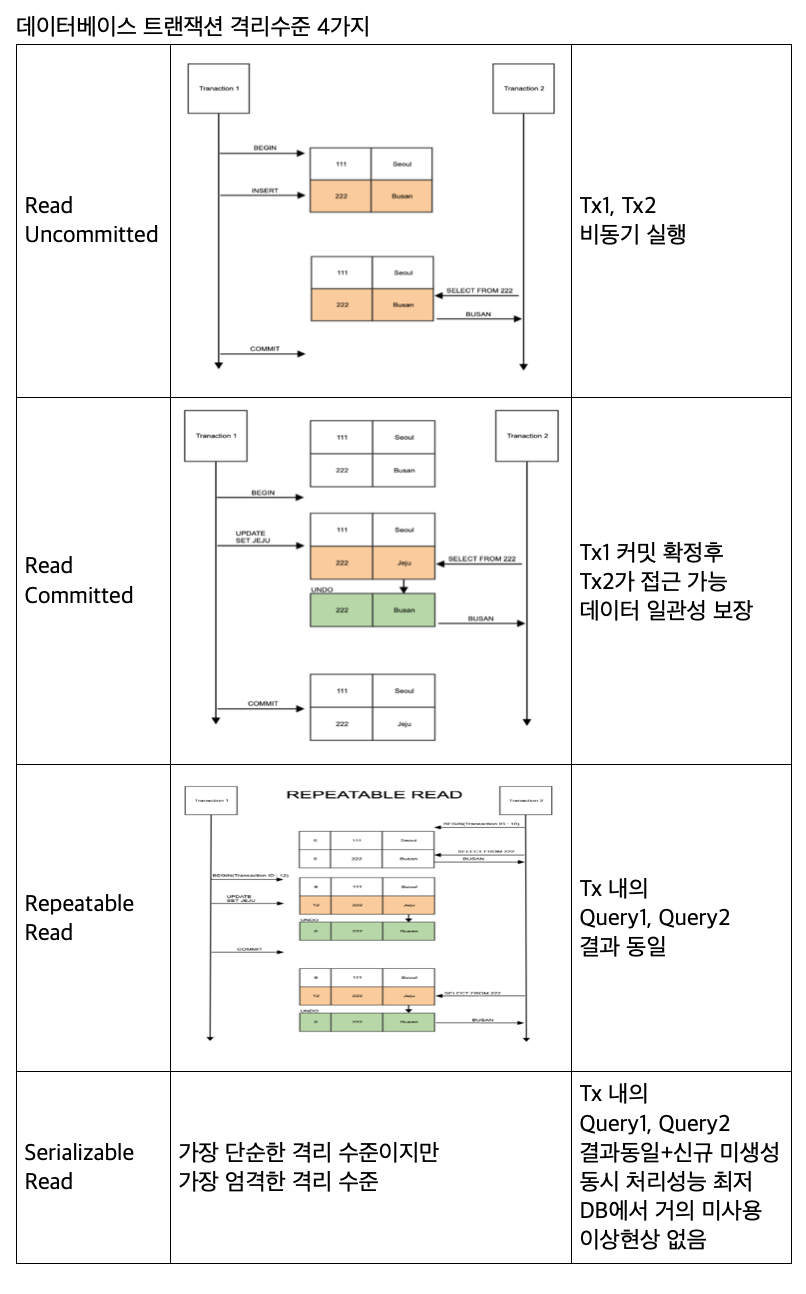 데이터베이스 트랜잭션 격리수준 4가지
Read
Uncommitted
Tranaction 1
Tranaction 2
BEGIN
111 Seoul
INSERT
222 Busan
111 Seoul
SELECT FROM 222
222 Busan
BUSAN
COMMIT
Tx1, Tx2
비동기 실행
Read
Committed
Tranaction 1
Tranaction 2
111 Seoul
222 Busan
BEGIN
111 Seoul
UPDATE
SET JEJU
222 Jeju
SELECT FROM 222
UNDO
222 Busan
BUSAN
111 Seoul
COMMIT
222 Jeju
Tx1 커밋 확정후
Tx2가 접근 가능
데이터 일관성 보장
Repeatable
Read
REPEATABLE READ
Tranaction 1
Tranaction 2
BEGIN(Transaction ID : 10)
111 Seoul
SELECT FROM 222
222 Busan
BUSAN
BEGIN(Transaction ID : 12)
111 Seoul
UPDATE
SET JEJU
12 222 Jeju
UNDO
222 Busan
COMMIT
111 Seoul
12 222 Jeju
SELECT FROM 222
UNDO
222 Busan
BUSAN
Tx 내의
Query1, Query2
결과 동일
Serializable
Read
가장 단순한 격리 수준이지만
가장 엄격한 격리 수준
Tx 내의
Query1, Query2
결과동일+신규 미생성
동시 처리성능 최저
DB에서 거의 미사용
이상현상 없음